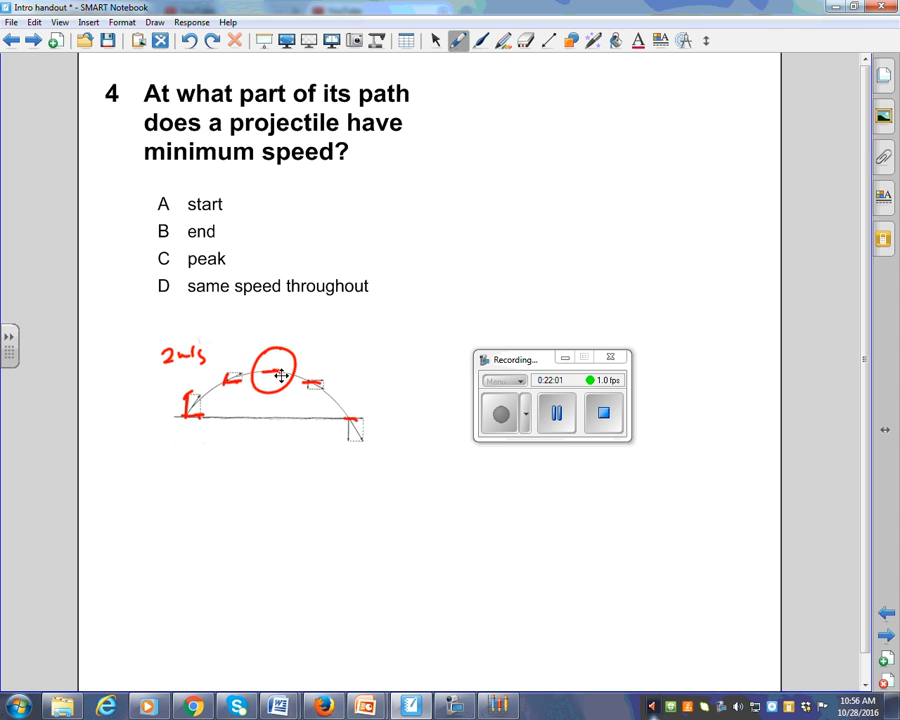 Intro handout * - SMART Notebook
File Edit View Insert Format Draw Response Help
4 At what part of its path
does a projectile have
minimum speed?
A start
B end
C peak
D same speed throughout
2m/s
Recording...
Menu
0:22:01 1.0 fps
10:56 AM
10/28/2016